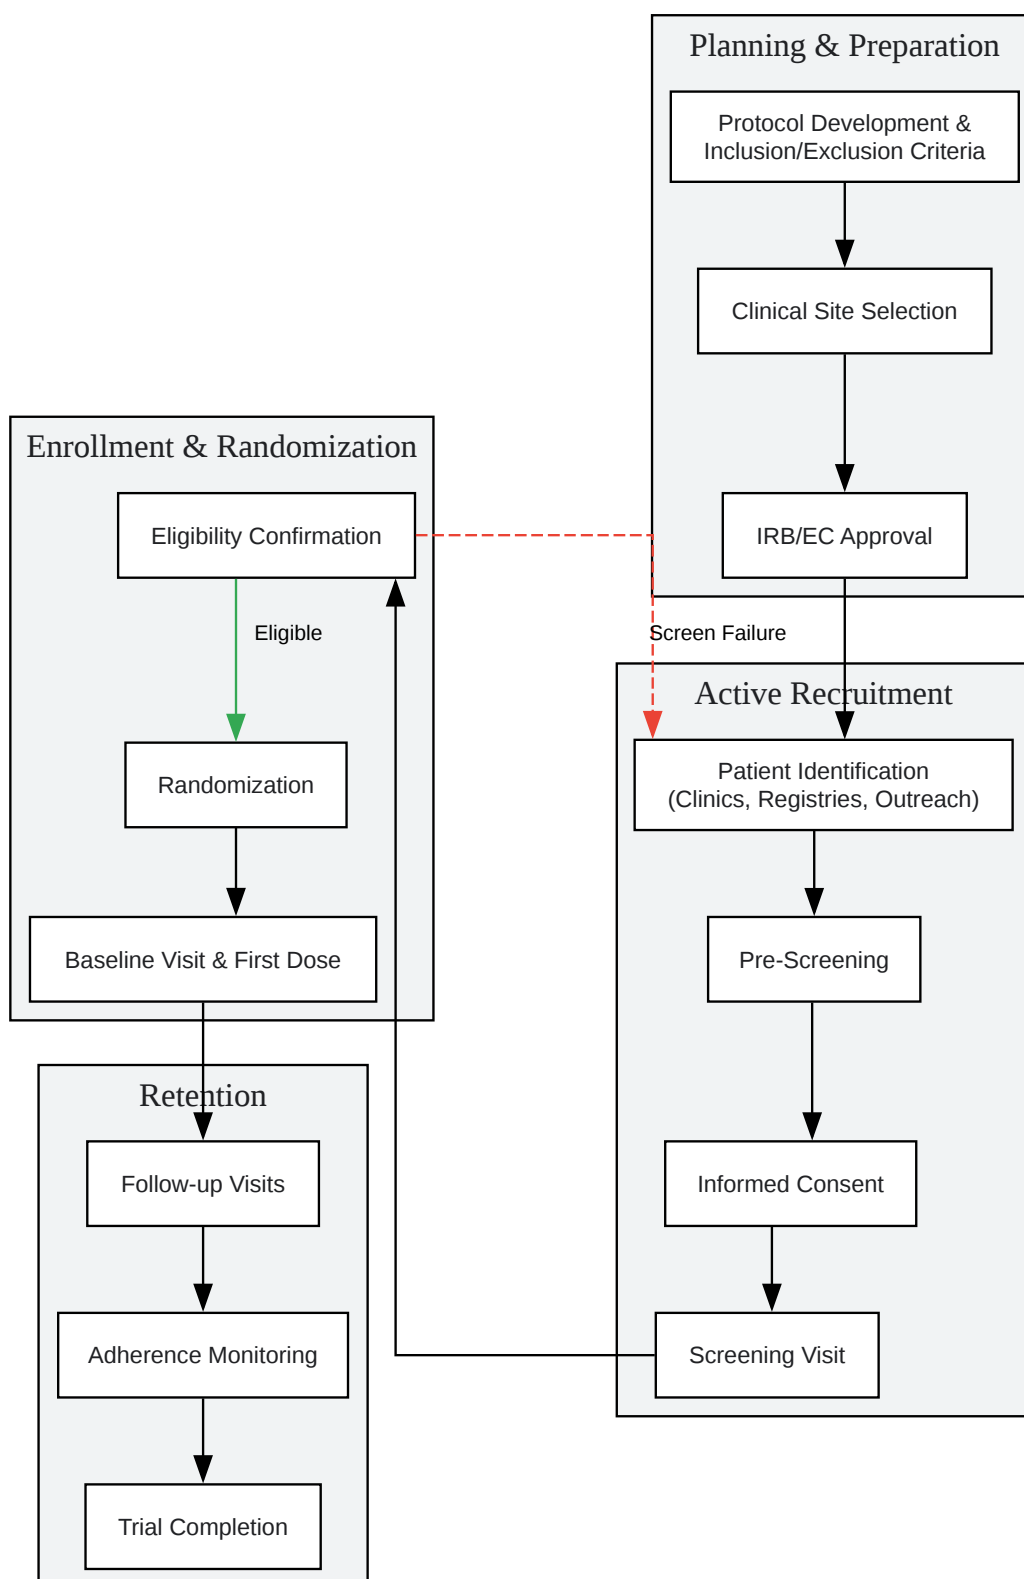 Planning & Preparation
Protocol Development &
Inclusion/Exclusion Criteria
Clinical Site Selection
IRB/EC Approval
Enrollment & Randomization
Eligibility Confirmation
Eligible
Screen Failure
Randomization
Baseline Visit & First Dose
Active Recruitment
Patient Identification
(Clinics, Registries, Outreach)
Pre-Screening
Informed Consent
Screening Visit
Retention
Follow-up Visits
Adherence Monitoring
Trial Completion